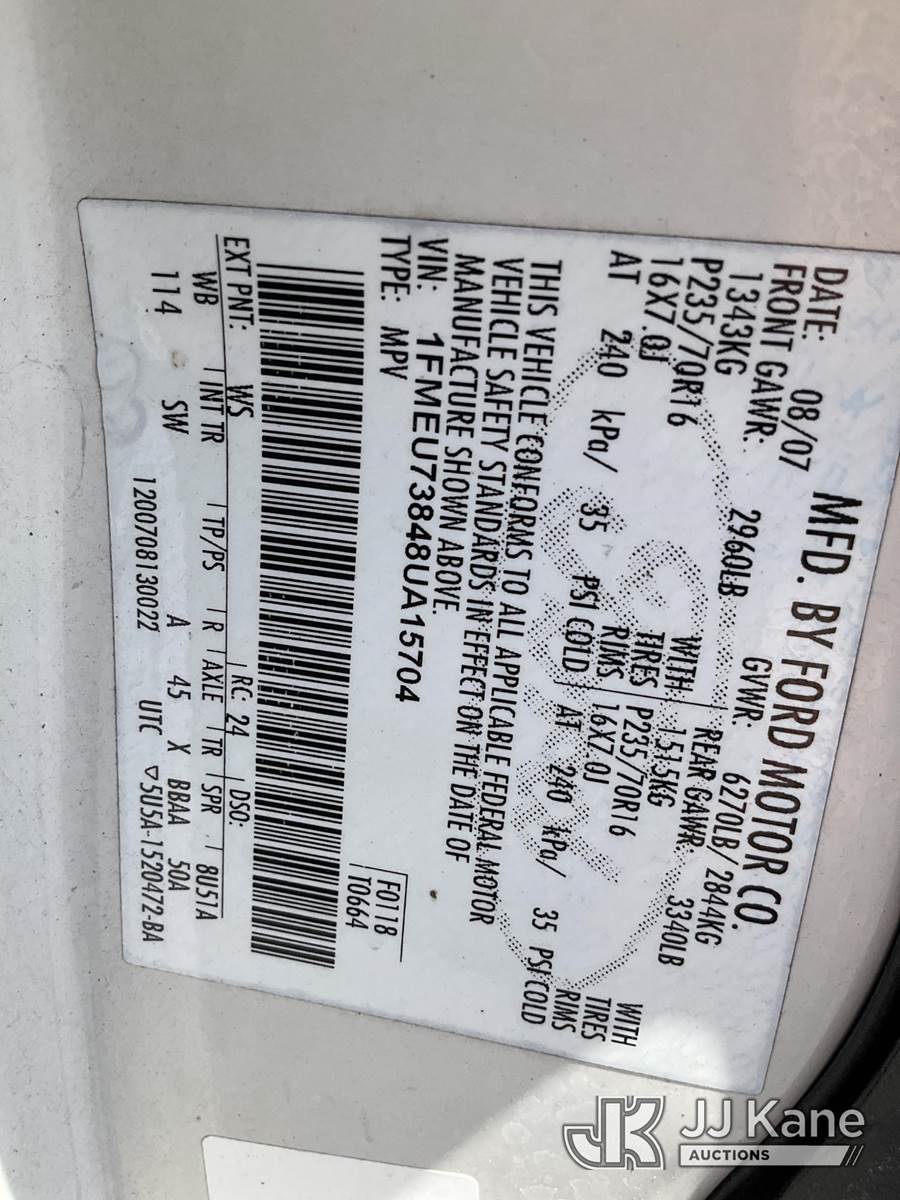 MFD. BY FORD MOTOR CO.
DATE: 08/07 GVWR: 6270LB/ 2844KG
FRONT GAWR: 2960LB REAR GAWR: 3340LB
1343KG WITH 1515KG WITH
P235/70R16 TIRES P235/70R16 TIRES
16X7.0J RIMS 16X7.0J RIMS
AT 240 kPa/ 35 PSI COLD AT 240 kPa/ 35 PSI COLD
THIS VEHICLE CONFORMS TO ALL APPLICABLE FEDERAL MOTOR
VEHICLE SAFETY STANDARDS IN EFFECT ON THE DATE OF
MANUFACTURE SHOWN ABOVE.
VIN: 1FMEU73848UA15704
TYPE: MPV
F0118
T0664
EXT PNT: WS RC: 24 DSO:
WB INT TR TP/PS R AXLE TR SPR 8U51A
114 SW A 45 X BBAA 50A
120070813002Z UTC ▽5U5A-1520472-BA
JJ Kane
AUCTIONS